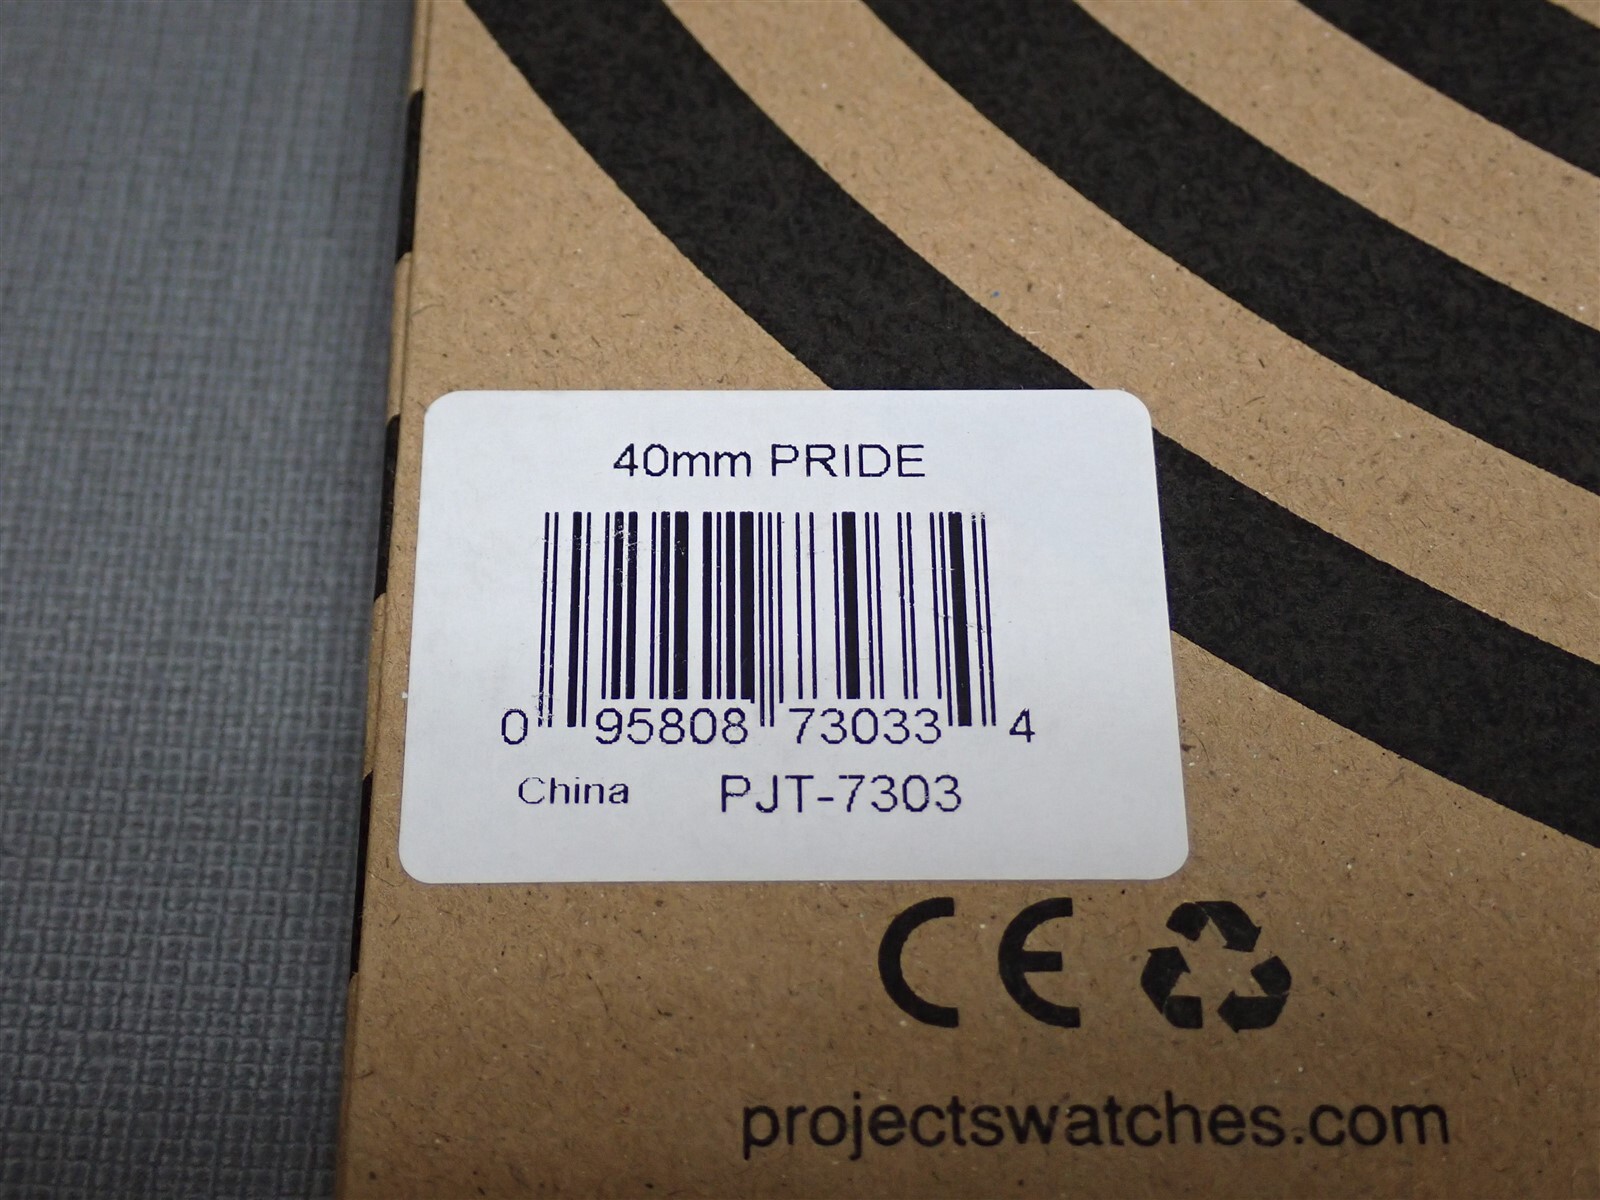 40mm PRIDE
0 95808 73033 4
China PJT-7303
CE
projectswatches.com